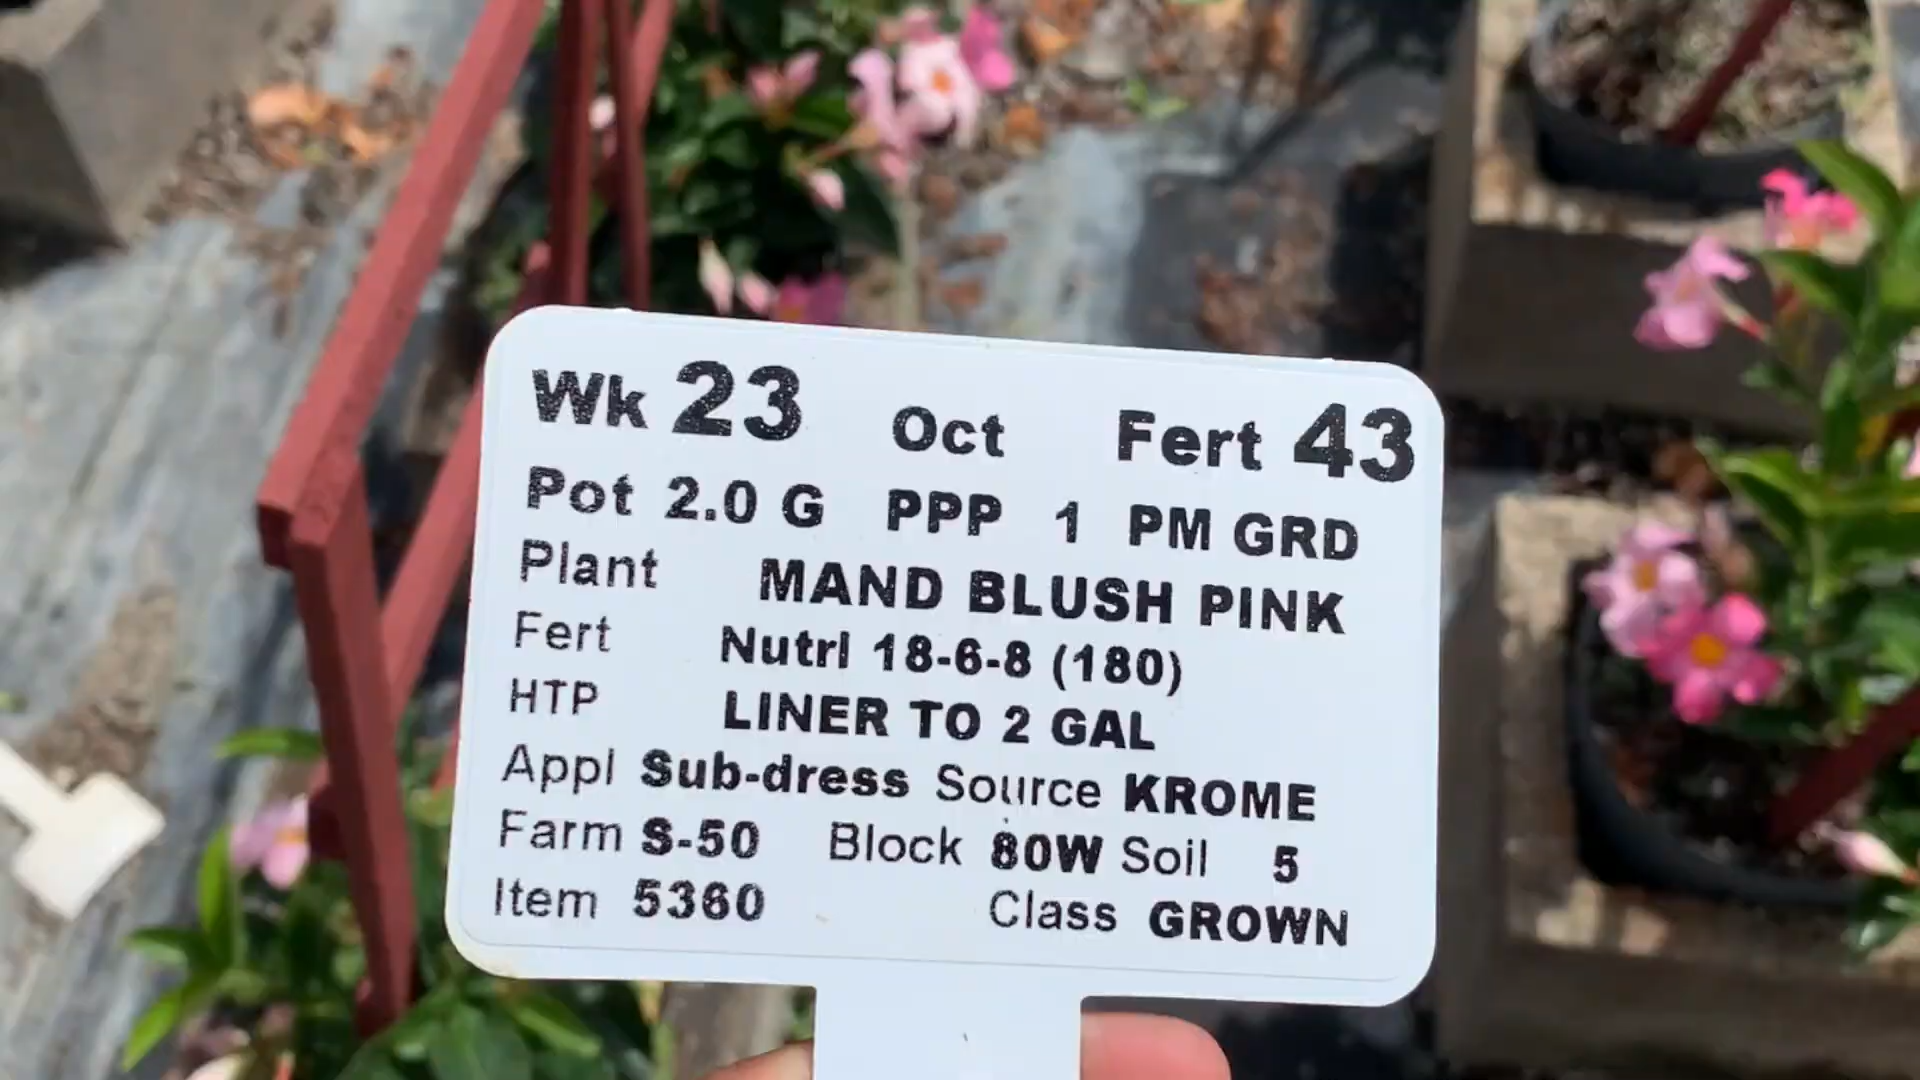 Wk 23 Oct Fert 43
Pot 2.0 G PPP 1 PM GRD
Plant MAND BLUSH PINK
Fert Nutri 18-6-8 (180)
HTP LINER TO 2 GAL
Appl Sub-dress Source KROME
Farm S-50 Block 80W Soil 5
Item 5360 Class GROWN